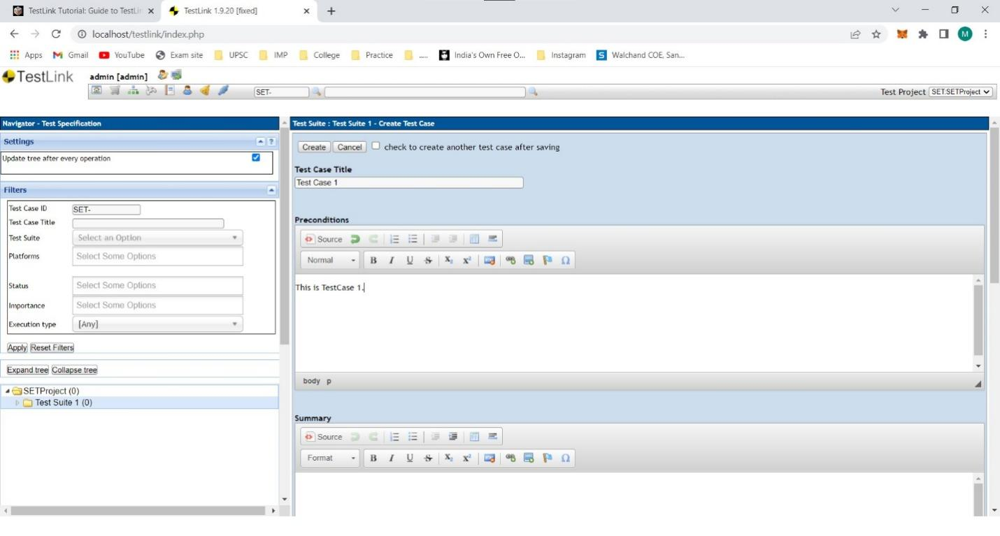 TestLink Tutorial: Guide to TestLin
TestLink 1.9.20 [fixed]
localhost/testlink/index.php
M
Apps Gmail YouTube Exam site UPSC IMP College Practice ..... India's Own Free O... Instagram S Walchand COE, San...
TestLink admin [admin]
SET- Test Project SET:SETProject
Navigator - Test Specification
Settings
?
Update tree after every operation
Filters
Test Case ID SET-
Test Case Title
Test Suite Select an Option
Platforms Select Some Options
Status Select Some Options
Importance Select Some Options
Execution type [Any]
Apply Reset Filters
Expand tree Collapse tree
SETProject (0)
Test Suite 1 (0)
Test Suite : Test Suite 1 - Create Test Case
Create Cancel check to create another test case after saving
Test Case Title
Test Case 1
Preconditions
Source
Normal B I U S X₂ x² Ω
This is TestCase 1.
body p
Summary
Source
Format B I U S X₂ x² Ω